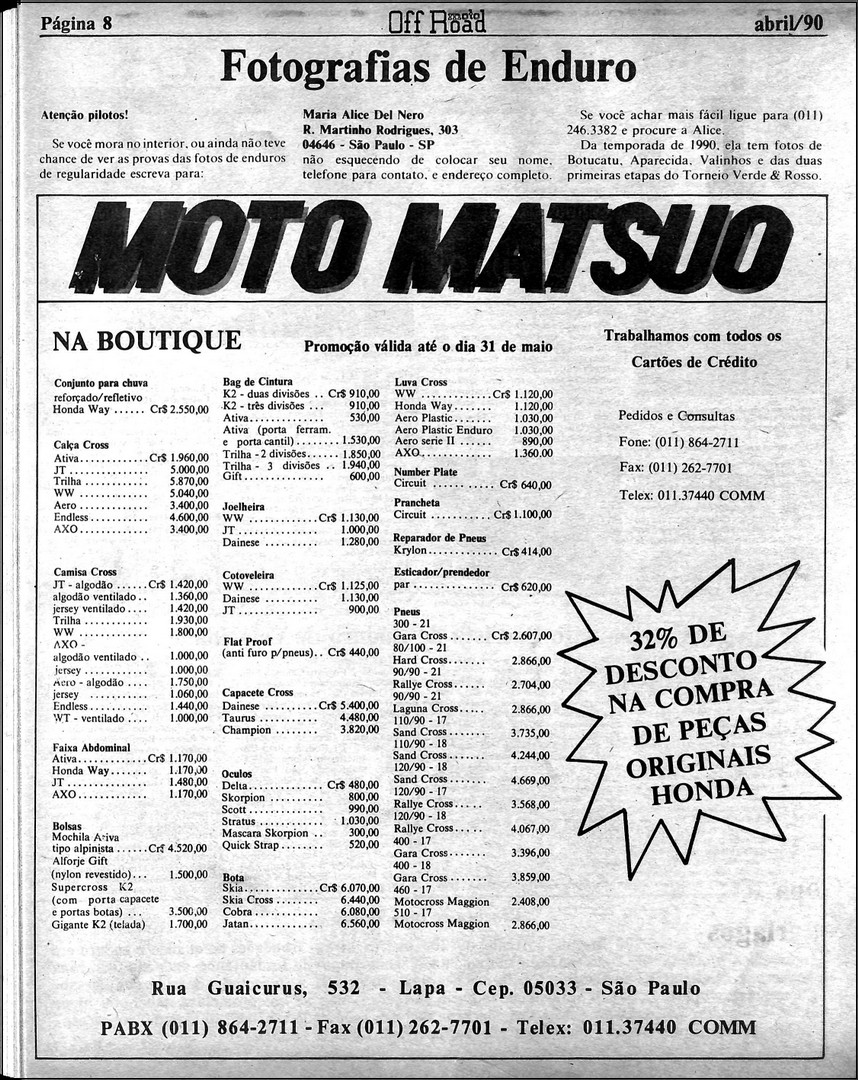 Página 8
Off Road
moto
abril/90
Fotografias de Enduro
Atenção pilotos!
Se você mora no interior, ou ainda não teve
chance de ver as provas das fotos de enduros
de regularidade escreva para:
Maria Alice Del Nero
R. Martinho Rodrigues, 303
04646 - São Paulo - SP
não esquecendo de colocar seu nome,
telefone para contato, e endereço completo.
Se você achar mais fácil ligue para (011)
246.3382 e procure a Alice.
Da temporada de 1990, ela tem fotos de
Botucatu, Aparecida, Valinhos e das duas
primeiras etapas do Torneio Verde & Rosso.
MOTO MATSUO
NA BOUTIQUE
Promoção válida até o dia 31 de maio
Conjunto para chuva
reforçado/refletivo
Honda Way ...... Cr$ 2.550,00
Calça Cross
Ativa............Cr$ 1.960,00
JT ................ 5.000,00
Trilha ............. 5.870,00
WW ............... 5.040,00
Aero .............. 3.400,00
Endless............ 4.600,00
AXO.............. 3.400,00
Camisa Cross
JT - algodão ......Cr$ 1.420,00
algodão ventilado .. 1.360,00
jersey ventilado.... 1.420,00
Trilha ............. 1.930,00
WW ............... 1.800,00
AXO -
algodão ventilado .. 1.000,00
jersey ............. 1.000,00
Aero - algodão .... 1.750,00
jersey ............. 1.060,00
Endless............ 1.440,00
WT - ventilado .... 1.000,00
Faixa Abdominal
Ativa............Cr$ 1.170,00
Honda Way....... 1.170,00
JT ................ 1.480,00
AXO.............. 1.170,00
Bolsas
Mochila Ativa
tipo alpinista ......Cr$ 4.520,00
Alforje Gift
(nylon revestido)... 1.500,00
Supercross K2
(com porta capacete
e portas botas) ... 3.500,00
Gigante K2 (telada) 1.700,00
Bag de Cintura
K2 - duas divisões .. Cr$ 910,00
K2 - três divisões ... 910,00
Ativa............... 530,00
Ativa (porta ferram.
e porta cantil)....... 1.530,00
Trilha - 2 divisões...... 1.850,00
Trilha - 3 divisões .. 1.940,00
Gift................ 600,00
Joelheira
WW ............Cr$ 1.130,00
JT ................ 1.000,00
Dainese ........... 1.280,00
Cotoveleira
WW ............Cr$ 1.125,00
Dainese ........... 1.130,00
JT ................ 900,00
Flat Proof
(anti furo p/pneus).. Cr$ 440,00
Capacete Cross
Dainese .........Cr$ 5.400,00
Taurus ............ 4.480,00
Champion ......... 3.820,00
Oculos
Delta............. Cr$ 480,00
Skorpion .......... 800,00
Scott .............. 990,00
Stratus ............ 1.030,00
Mascara Skorpion .. 300,00
Quick Strap........ 520,00
Bota
Skia.............Cr$ 6.070,00
Skia Cross ......... 6.440,00
Cobra ............. 6.080,00
Jatan.............. 6.560,00
Luva Cross
WW ............Cr$ 1.120,00
Honda Way....... 1.120,00
Aero Plastic....... 1.030,00
Aero Plastic Enduro 1.030,00
Aero serie II ...... 890,00
AXO.............. 1.360,00
Number Plate
Circuit ........... Cr$ 640,00
Prancheta
Circuit ...........Cr$ 1.100,00
Reparador de Pneus
Krylon............ Cr$ 414,00
Esticador/prendedor
par ............... Cr$ 620,00
Pneus
300 - 21
Gara Cross ...... Cr$ 2.607,00
80/100 - 21
Hard Cross........ 2.866,00
90/90 - 21
Rallye Cross....... 2.704,00
90/90 - 21
Laguna Cross..... 2.866,00
110/90 - 17
Sand Cross ........ 3.735,00
110/90 - 18
Sand Cross ........ 4.244,00
120/90 - 18
Sand Cross ........ 4.669,00
120/90 - 17
Rallye Cross....... 3.568,00
120/90 - 18
Rallye Cross....... 4.067,00
400 - 17
Gara Cross........ 3.396,00
400 - 18
Gara Cross........ 3.859,00
460 - 17
Motocross Maggion 2.408,00
510 - 17
Motocross Maggion 2.866,00
Trabalhamos com todos os
Cartões de Crédito
Pedidos e Consultas
Fone: (011) 864-2711
Fax: (011) 262-7701
Telex: 011.37440 COMM
32% DE
DESCONTO
NA COMPRA
DE PEÇAS
ORIGINAIS
HONDA
Rua Guaicurus, 532 - Lapa - Cep. 05033 - São Paulo
PABX (011) 864-2711 - Fax (011) 262-7701 - Telex: 011.37440 COMM